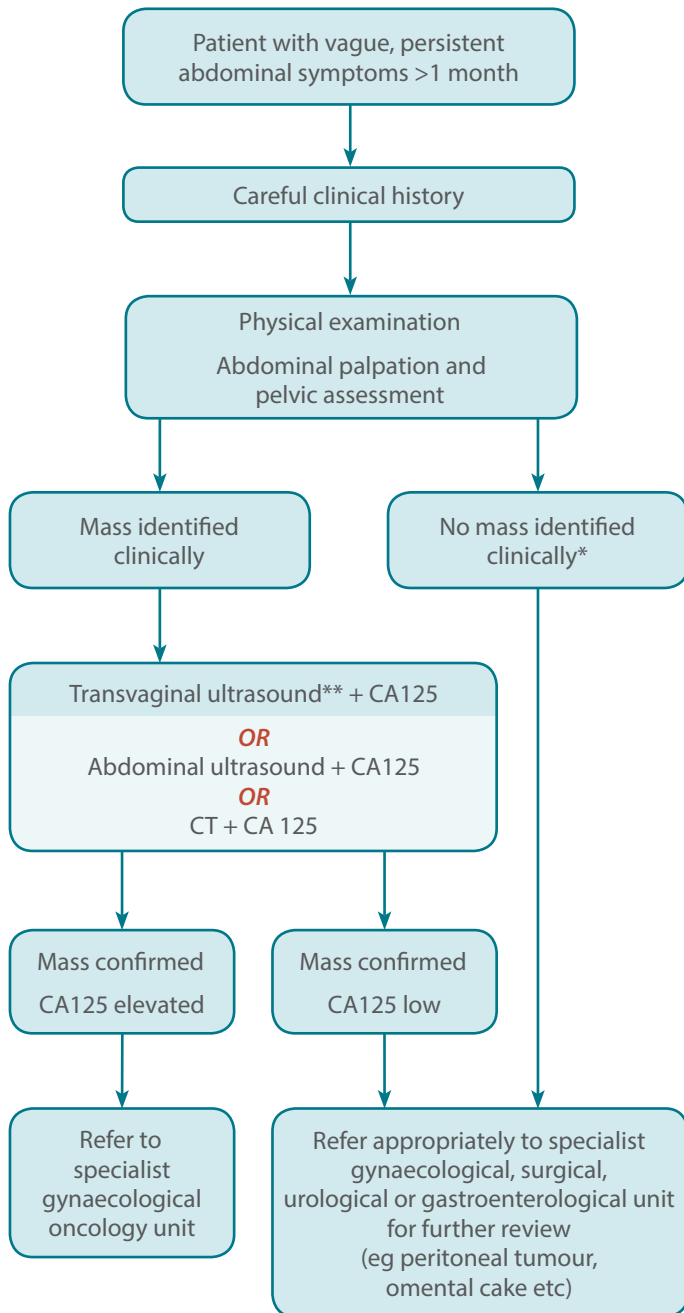 Patient with vague, persistent
abdominal symptoms >1 month
Careful clinical history
Physical examination
Abdominal palpation and
pelvic assessment
Mass identified
clinically
No mass identified
clinically*
Transvaginal ultrasound** + CA125
OR
Abdominal ultrasound + CA125
OR
CT + CA 125
Mass confirmed
CA125 elevated
Mass confirmed
CA125 low
Refer to
specialist
gynaecological
oncology unit
Refer appropriately to specialist
gynaecological, surgical,
urological or gastroenterological unit
for further review
(eg peritoneal tumour,
omental cake etc)